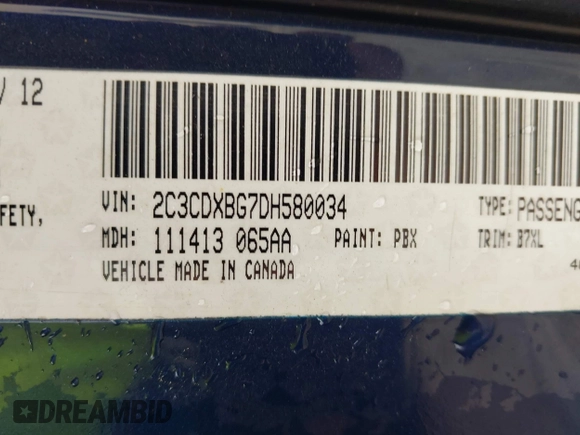 / 12
VIN: 2C3CDXBG7DH580034 TYPE: PASSENG
FETY,
MDH: 111413 065AA PAINT: PBX TRIM: B7XL
VEHICLE MADE IN CANADA
DREAMBID